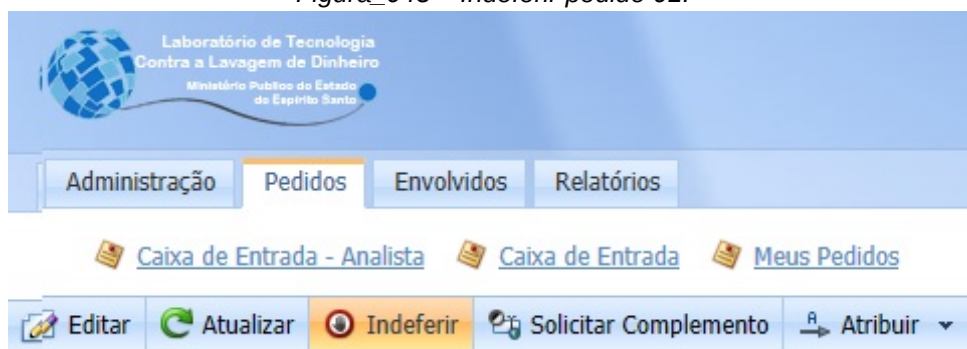 Figura_043 – Indeferir pedido 02.
Laboratório de Tecnologia
Contra a Lavagem de Dinheiro
Ministério Publico do Estado
do Espírito Santo
Administração Pedidos Envolvidos Relatórios
Caixa de Entrada - Analista Caixa de Entrada Meus Pedidos
Editar Atualizar Indeferir Solicitar Complemento Atribuir